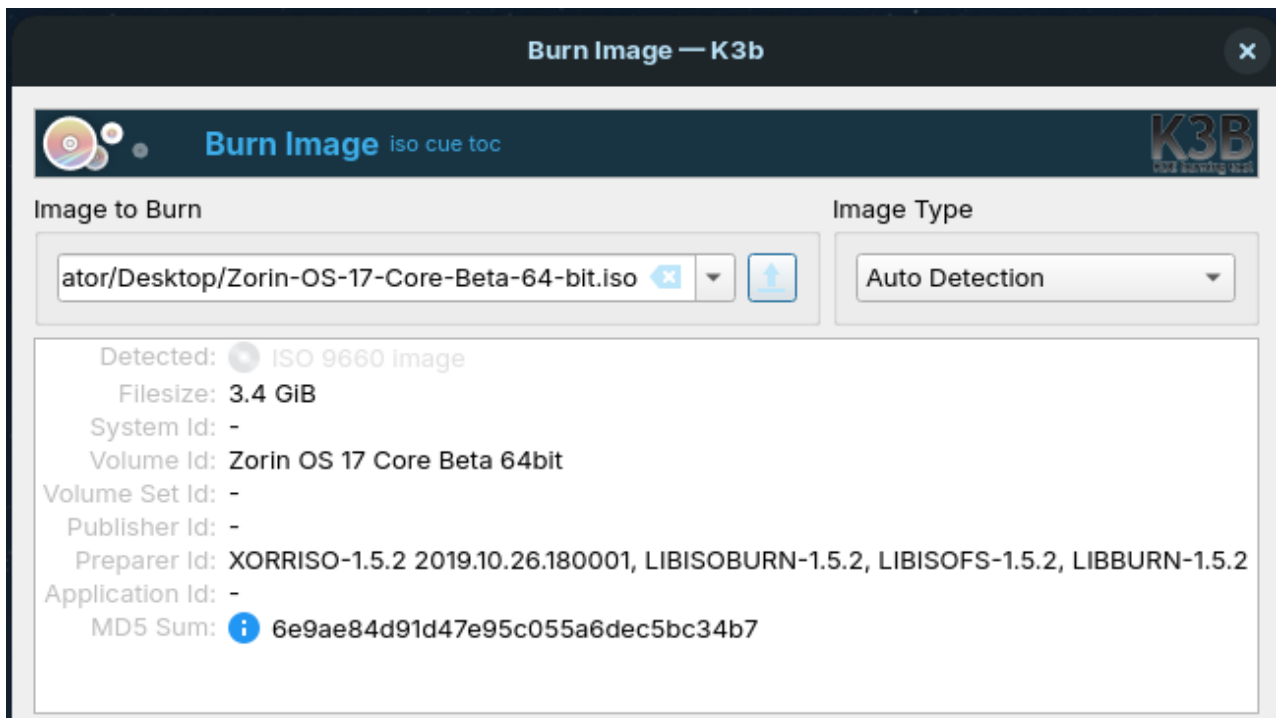 Burn Image — K3b
Burn Image iso cue toc
K3B
Image to Burn
Image Type
ator/Desktop/Zorin-OS-17-Core-Beta-64-bit.iso
Auto Detection
Detected: ISO 9660 image
Filesize: 3.4 GiB
System Id: -
Volume Id: Zorin OS 17 Core Beta 64bit
Volume Set Id: -
Publisher Id: -
Preparer Id: XORRISO-1.5.2 2019.10.26.180001, LIBISOBURN-1.5.2, LIBISOFS-1.5.2, LIBBURN-1.5.2
Application Id: -
MD5 Sum: 6e9ae84d91d47e95c055a6dec5bc34b7